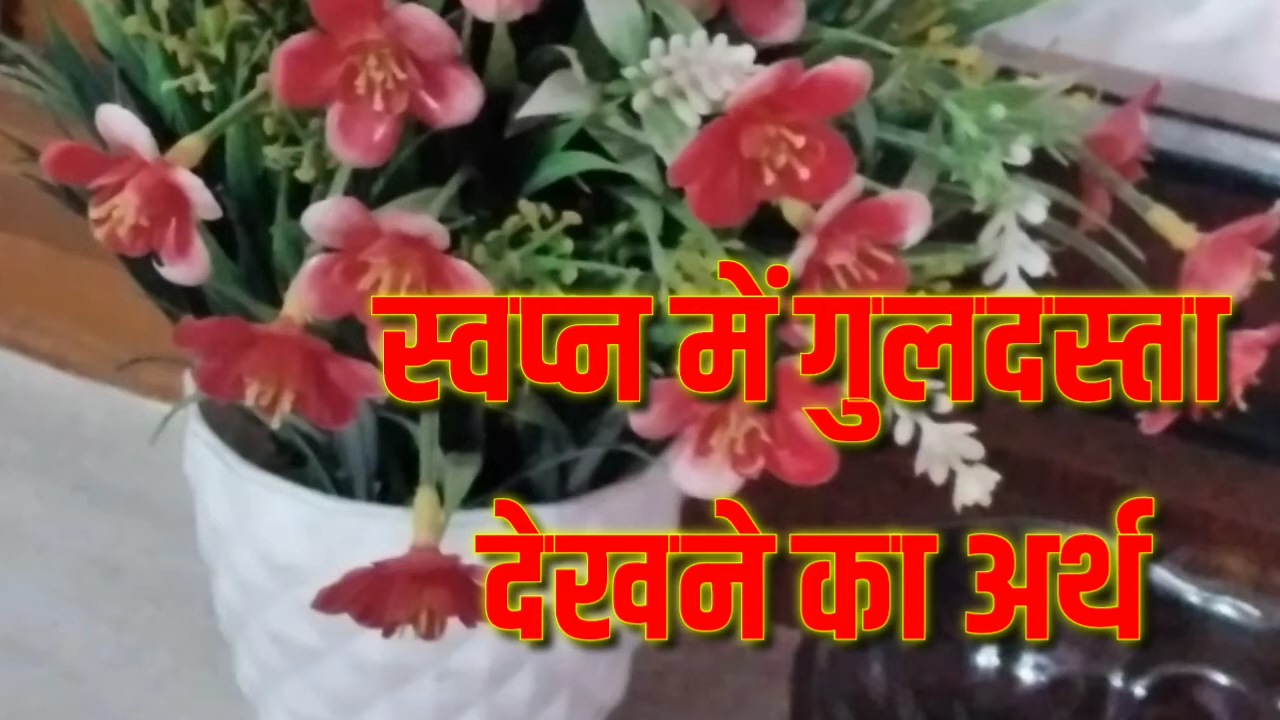 स्वप्न में गुलदस्ता
देखने का अर्थ